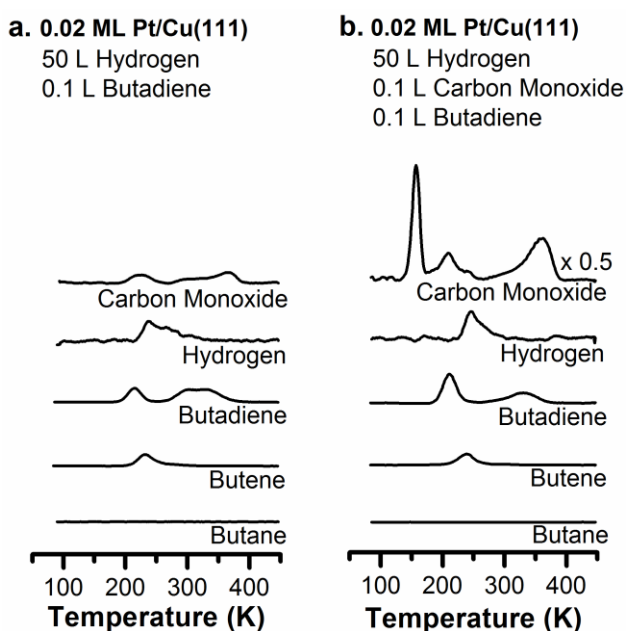 a. 0.02 ML Pt/Cu(111)
50 L Hydrogen
0.1 L Butadiene
Carbon Monoxide
Hydrogen
Butadiene
Butene
Butane
100 200 300 400
Temperature (K)
b. 0.02 ML Pt/Cu(111)
50 L Hydrogen
0.1 L Carbon Monoxide
0.1 L Butadiene
x 0.5
Carbon Monoxide
Hydrogen
Butadiene
Butene
Butane
100 200 300 400
Temperature (K)